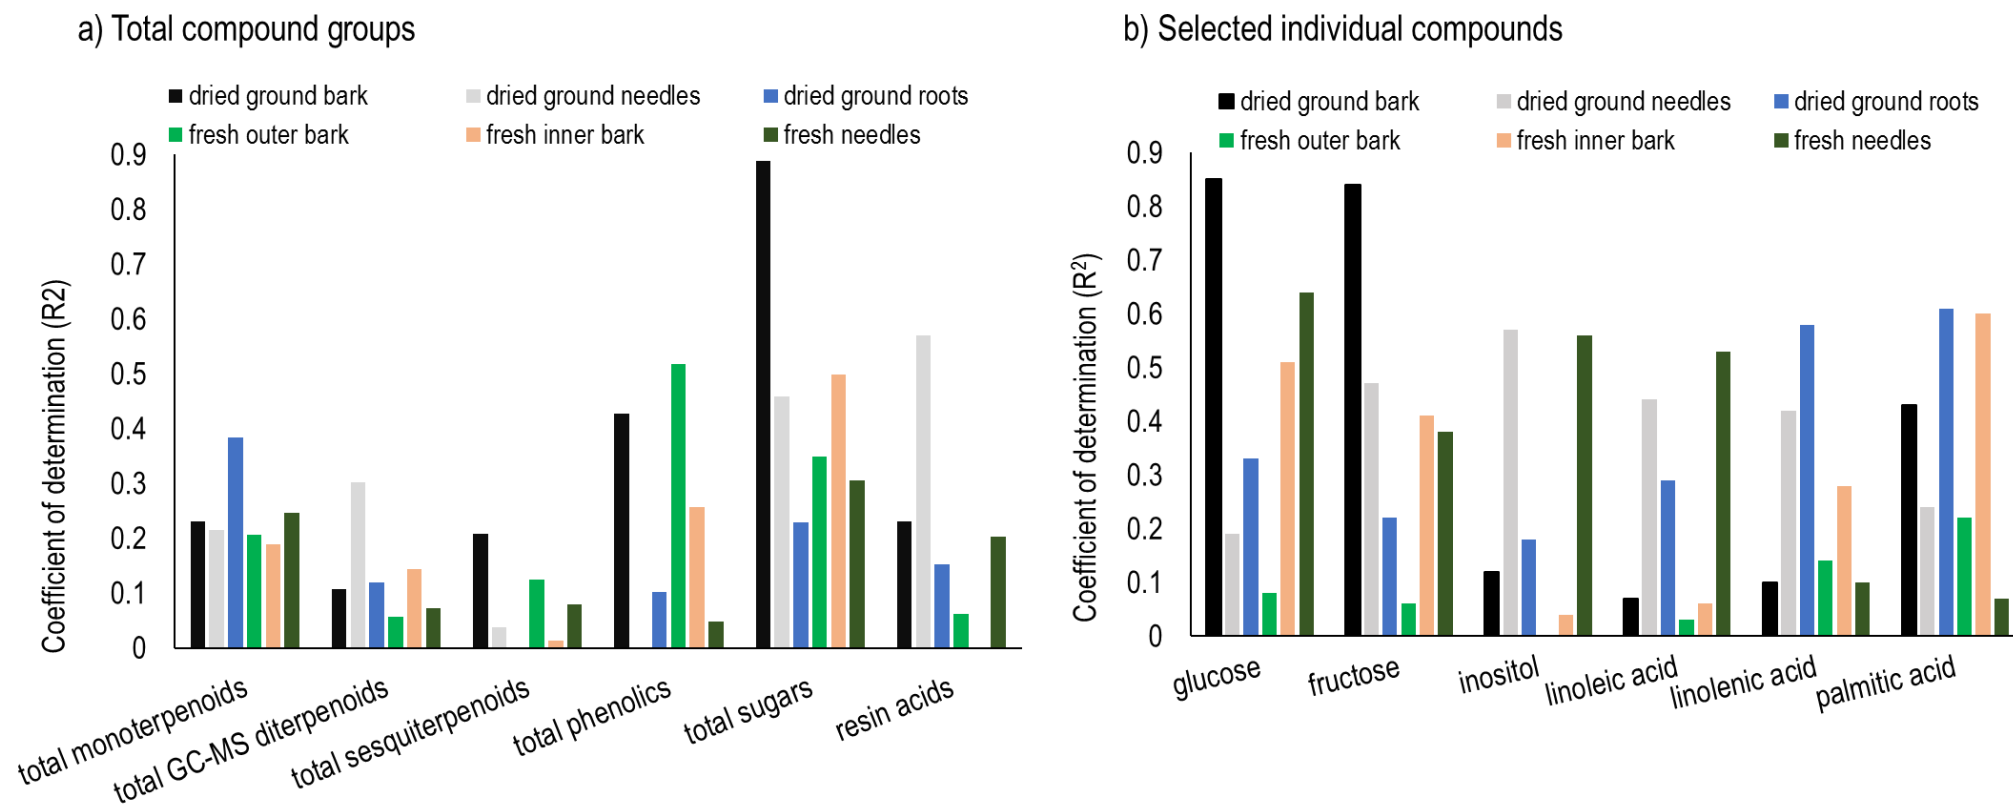 a) Total compound groups
dried ground bark
dried ground needles
dried ground roots
fresh outer bark
fresh inner bark
fresh needles
Coefficient of determination (R2)
0.9
0.8
0.7
0.6
0.5
0.4
0.3
0.2
0.1
0
total monoterpenoids
total GC-MS diterpenoids
total sesquiterpenoids
total phenolics
total sugars
resin acids
b) Selected individual compounds
dried ground bark
dried ground needles
dried ground roots
fresh outer bark
fresh inner bark
fresh needles
Coefficient of determination (R²)
0.9
0.8
0.7
0.6
0.5
0.4
0.3
0.2
0.1
0
glucose
fructose
inositol
linoleic acid
linolenic acid
palmitic acid